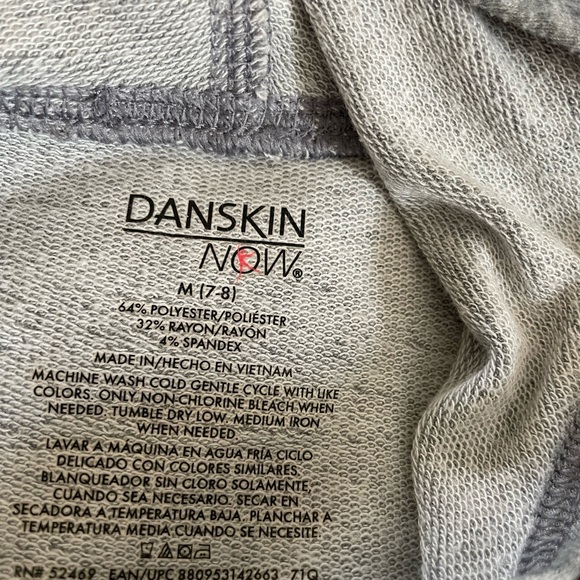 DANSKIN
NOW®
M (7-8)
64% POLYESTER/POLIÉSTER
32% RAYON/RAYÓN
4% SPANDEX
MADE IN/HECHO EN VIETNAM
MACHINE WASH COLD GENTLE CYCLE WITH LIKE
COLORS. ONLY NON-CHLORINE BLEACH WHEN
NEEDED. TUMBLE DRY LOW. MEDIUM IRON
WHEN NEEDED.
LAVAR A MÁQUINA EN AGUA FRÍA CICLO
DELICADO CON COLORES SIMILARES.
BLANQUEADOR SIN CLORO SOLAMENTE,
CUANDO SEA NECESARIO. SECAR EN
SECADORA A TEMPERATURA BAJA. PLANCHAR A
TEMPERATURA MEDIA CUANDO SE NECESITE.
RN# 52469 EAN/UPC 880953142663 -71Q